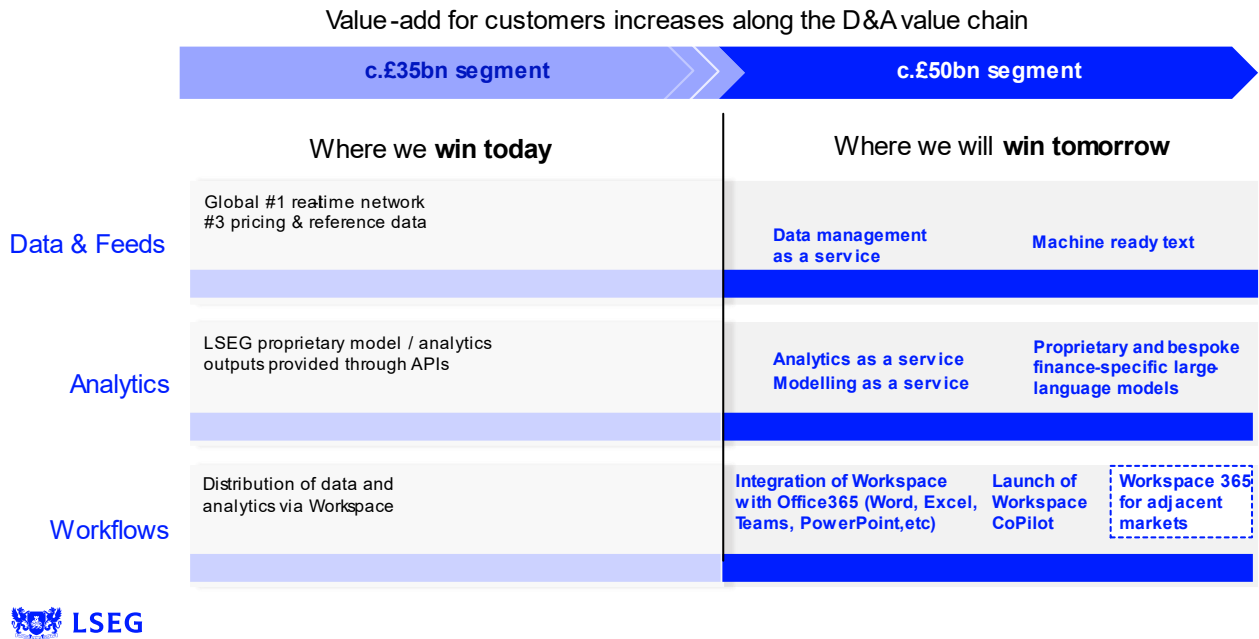 Value-add for customers increases along the D&A value chain
c.£35bn segment
c.£50bn segment
Where we win today
Where we will win tomorrow
Data & Feeds
Global #1 real-time network
#3 pricing & reference data
Data management
as a service
Machine ready text
Analytics
LSEG proprietary model / analytics
outputs provided through APIs
Analytics as a service
Modelling as a service
Proprietary and bespoke
finance-specific large-
language models
Workflows
Distribution of data and
analytics via Workspace
Integration of Workspace
with Office365 (Word, Excel,
Teams, PowerPoint,etc)
Launch of
Workspace
CoPilot
Workspace 365
for adjacent
markets
LSEG